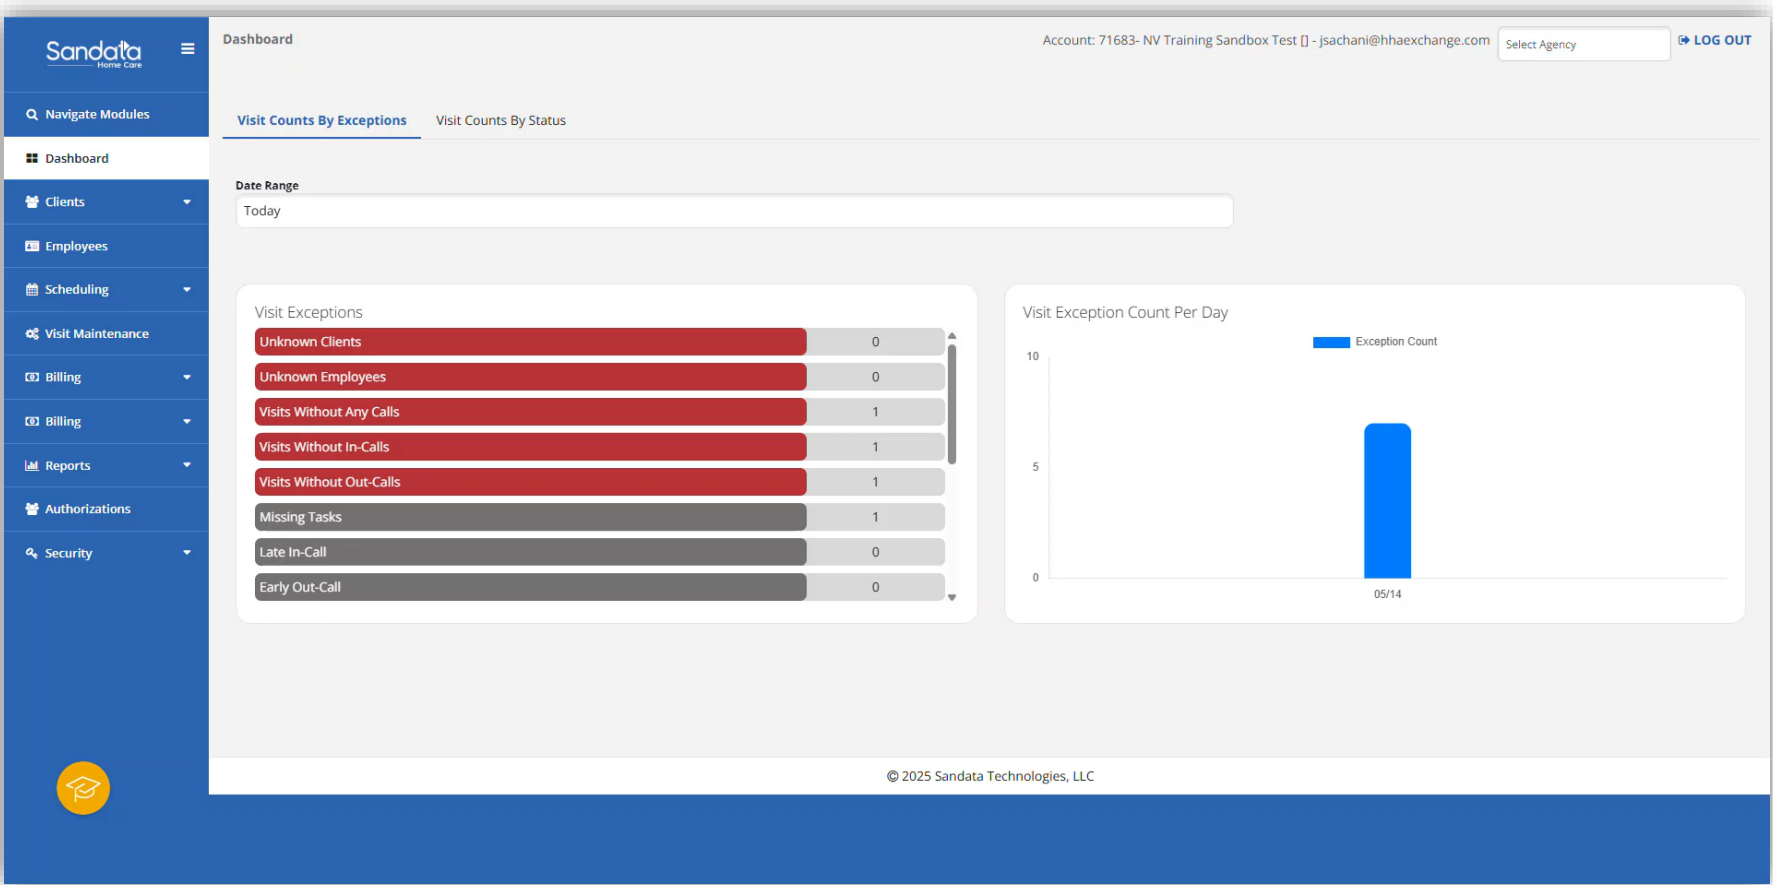 Sandata
Home Care
Navigate Modules
Dashboard
Clients
Employees
Scheduling
Visit Maintenance
Billing
Billing
Reports
Authorizations
Security
Dashboard
Account: 71683- NV Training Sandbox Test [] - jsachani@hhaexchange.com
Select Agency
LOG OUT
Visit Counts By Exceptions
Visit Counts By Status
Date Range
Today
Visit Exceptions
Unknown Clients 0
Unknown Employees 0
Visits Without Any Calls 1
Visits Without In-Calls 1
Visits Without Out-Calls 1
Missing Tasks 1
Late In-Call 0
Early Out-Call 0
Visit Exception Count Per Day
Exception Count
10
5
0
05/14
© 2025 Sandata Technologies, LLC